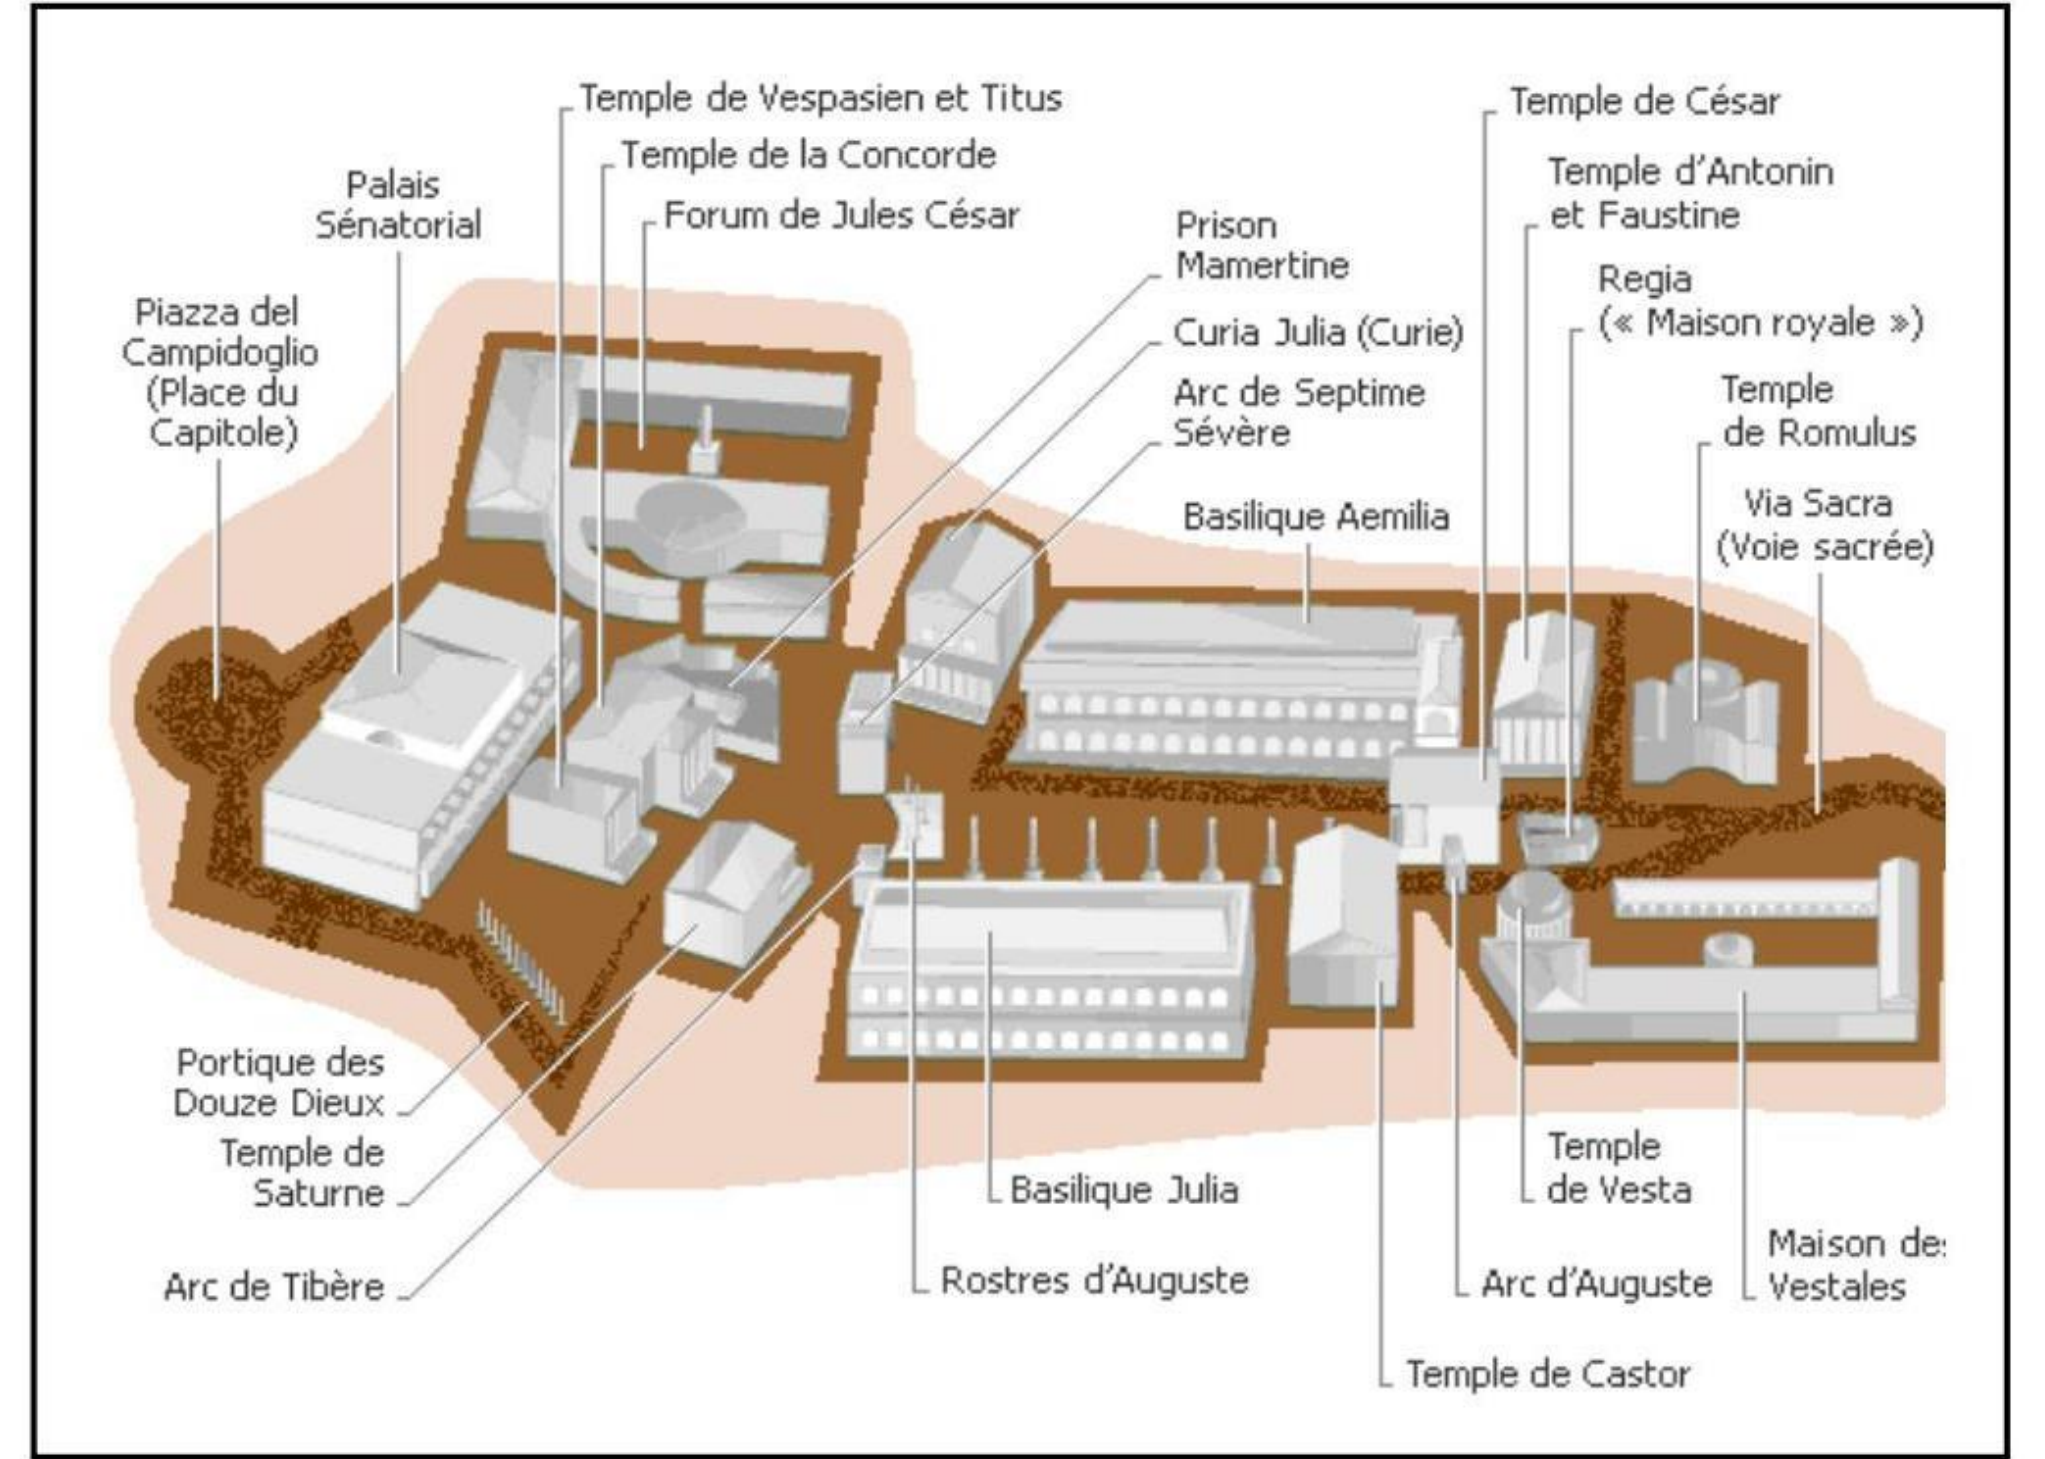 Temple de Vespasien et Titus
Temple de la Concorde
Forum de Jules César
Palais
Sénatorial
Piazza del
Campidoglio
(Place du
Capitole)
Prison
Mamertine
Curia Julia (Curie)
Arc de Septime
Sévère
Basilique Aemilia
Temple de César
Temple d'Antonin
et Faustine
Regia
(« Maison royale »)
Temple
de Romulus
Via Sacra
(Voie sacrée)
Portique des
Douze Dieux
Temple de
Saturne
Arc de Tibère
Basilique Julia
Rostres d'Auguste
Temple de Castor
Arc d'Auguste
Temple
de Vesta
Maison des
Vestales